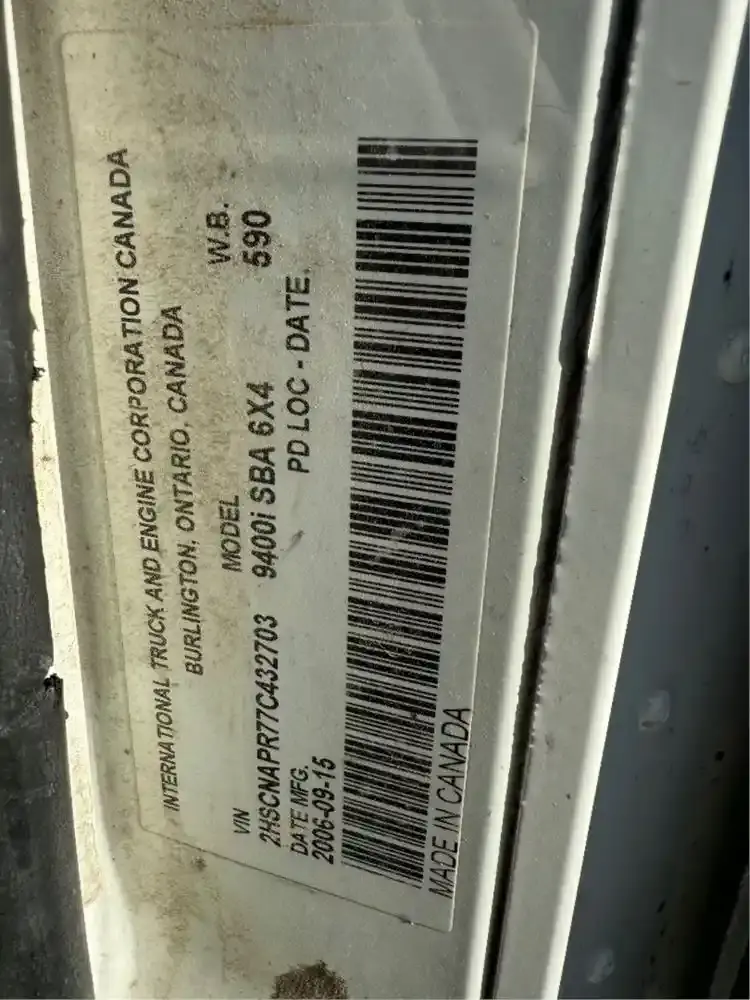 INTERNATIONAL TRUCK AND ENGINE CORPORATION CANADA
BURLINGTON, ONTARIO, CANADA
VIN MODEL W.B.
2HSCNAPR77C432703 9400i SBA 6X4 590
DATE MFG. PD LOC - DATE.
2006-09-15
MADE IN CANADA